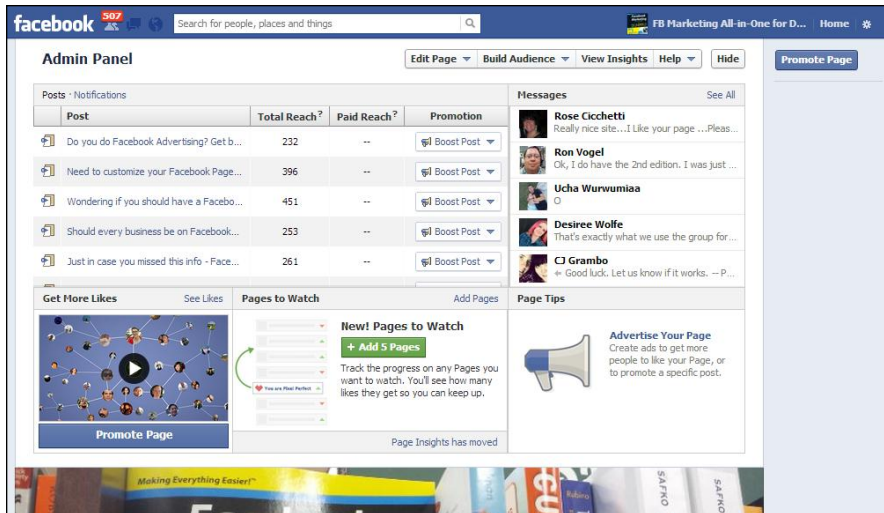 facebook 507 Search for people, places and things FB Marketing All-in-One for D... Home
Admin Panel Edit Page Build Audience View Insights Help Hide Promote Page
Posts · Notifications
Post Total Reach? Paid Reach? Promotion
Do you do Facebook Advertising? Get b... 232 -- Boost Post
Need to customize your Facebook Page... 396 -- Boost Post
Wondering if you should have a Facebo... 451 -- Boost Post
Should every business be on Facebook... 253 -- Boost Post
Just in case you missed this info - Face... 261 -- Boost Post
Messages See All
Rose Cicchetti
Really nice site...I Like your page ...Pleas...
Ron Vogel
Ok, I do have the 2nd edition. I was just ...
Ucha Wurwumiaa
O
Desiree Wolfe
That's exactly what we use the group for...
CJ Grambo
← Good luck. Let us know if it works. -- P...
Get More Likes See Likes
Promote Page
Pages to Watch Add Pages
You are Pixel Perfect
New! Pages to Watch
+ Add 5 Pages
Track the progress on any Pages you
want to watch. You'll see how many
likes they get so you can keep up.
Page Insights has moved
Page Tips
Advertise Your Page
Create ads to get more
people to like your Page, or
to promote a specific post.
Making Everything Easier!™
Rubino
SAFKO
SAFKO